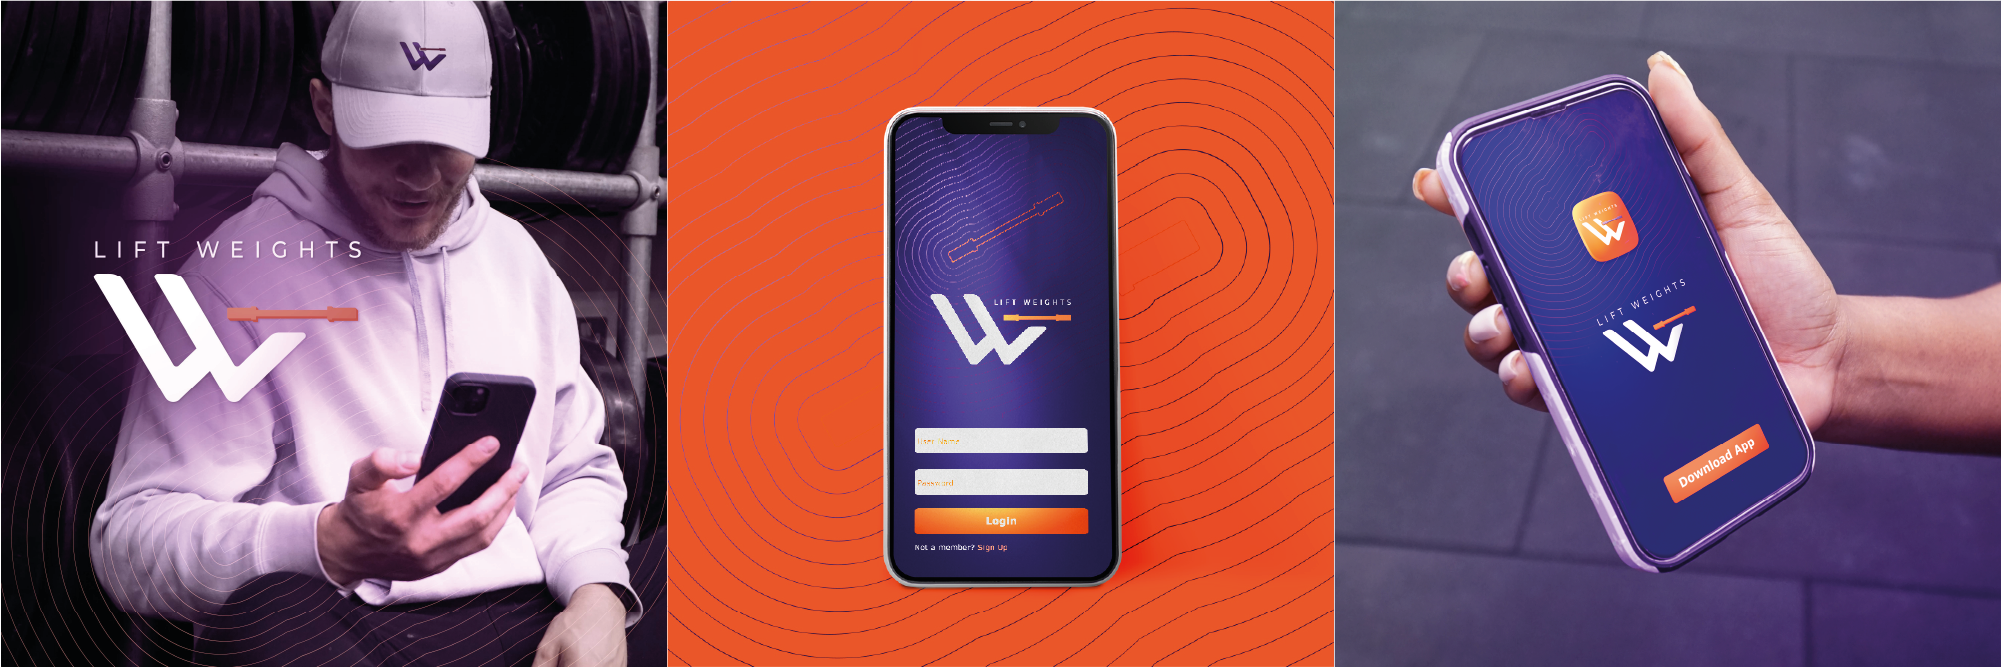 LIFT WEIGHTS
LIFT WEIGHTS
User Name
Password
Login
Not a member? Sign Up
LIFT WEIGHTS
LIFT WEIGHTS
Download App